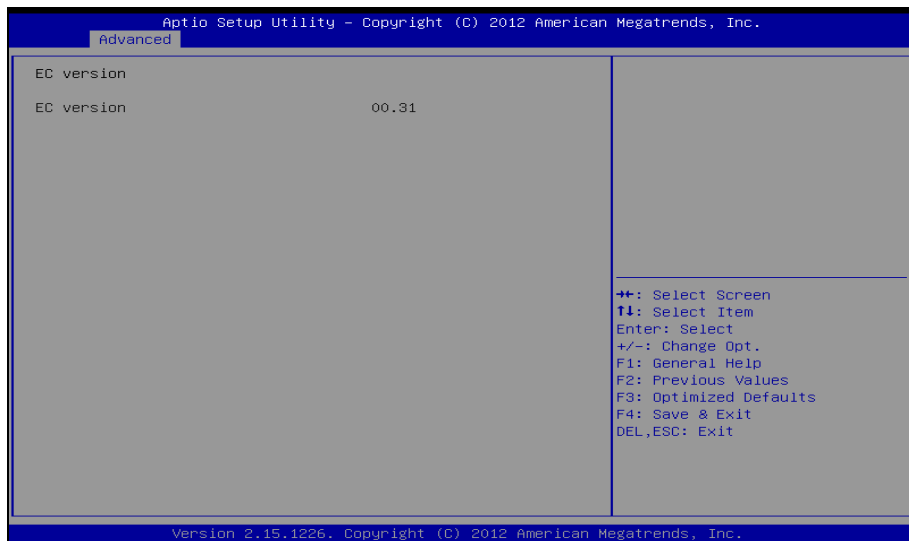 Aptio Setup Utility – Copyright (C) 2012 American Megatrends, Inc.
Advanced
EC version
EC version 00.31
→←: Select Screen
↑↓: Select Item
Enter: Select
+/-: Change Opt.
F1: General Help
F2: Previous Values
F3: Optimized Defaults
F4: Save & Exit
DEL,ESC: Exit
Version 2.15.1226. Copyright (C) 2012 American Megatrends, Inc.